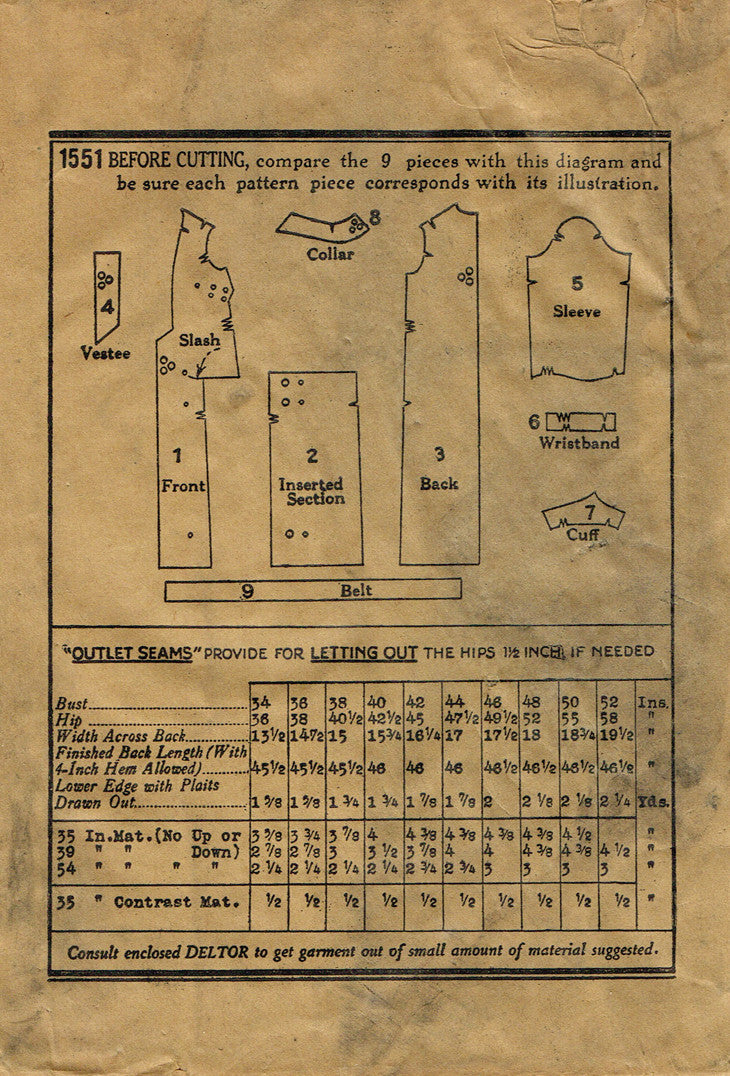 1551 BEFORE CUTTING, compare the 9 pieces with this diagram and
be sure each pattern piece corresponds with its illustration.
8
Collar
4
Vestee
Slash
5
Sleeve
6
Wristband
1
Front
2
Inserted
Section
3
Back
7
Cuff
9 Belt
"OUTLET SEAMS" PROVIDE FOR LETTING OUT THE HIPS 1½ INCH, IF NEEDED
Bust 34 36 38 40 42 44 46 48 50 52 Ins.
Hip 36 38 40½ 42½ 45 47½ 49½ 52 55 58 "
Width Across Back 13½ 14½ 15 15¾ 16¼ 17 17½ 18 18¾ 19½ "
Finished Back Length (With
4-Inch Hem Allowed) 45½ 45½ 45½ 46 46 46 46½ 46½ 46½ 46½ "
Lower Edge with Plaits
Drawn Out 1⅝ 1⅝ 1¾ 1¾ 1⅞ 1⅞ 2 2⅛ 2⅛ 2¼ Yds.
35 In. Mat. (No Up or 3⅝ 3¾ 3⅞ 4 4⅜ 4⅜ 4⅜ 4⅜ 4½ "
39 " " Down) 2⅞ 2⅞ 3 3½ 3⅞ 4 4 4⅜ 4⅜ 4½ "
54 " " " " 2¼ 2¼ 2¼ 2¼ 2¾ 2¾ 3 3 3 3 "
35 " Contrast Mat. ½ ½ ½ ½ ½ ½ ½ ½ ½ ½ "
Consult enclosed DELTOR to get garment out of small amount of material suggested.